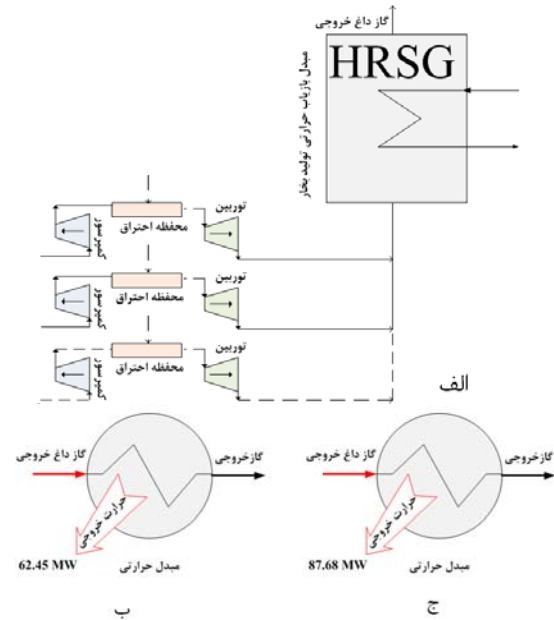 گاز داغ خروجی
HRSG
مبدل بازیاب حرارتی تولید بخار
توربین
محفظه احتراق
کمپرسور
توربین
محفظه احتراق
کمپرسور
توربین
محفظه احتراق
کمپرسور
الف
گاز داغ خروجی
گازخروجی
حرارت خروجی
62.45 MW
مبدل حرارتی
ب
گاز داغ خروجی
گازخروجی
حرارت خروجی
87.68 MW
مبدل حرارتی
ج